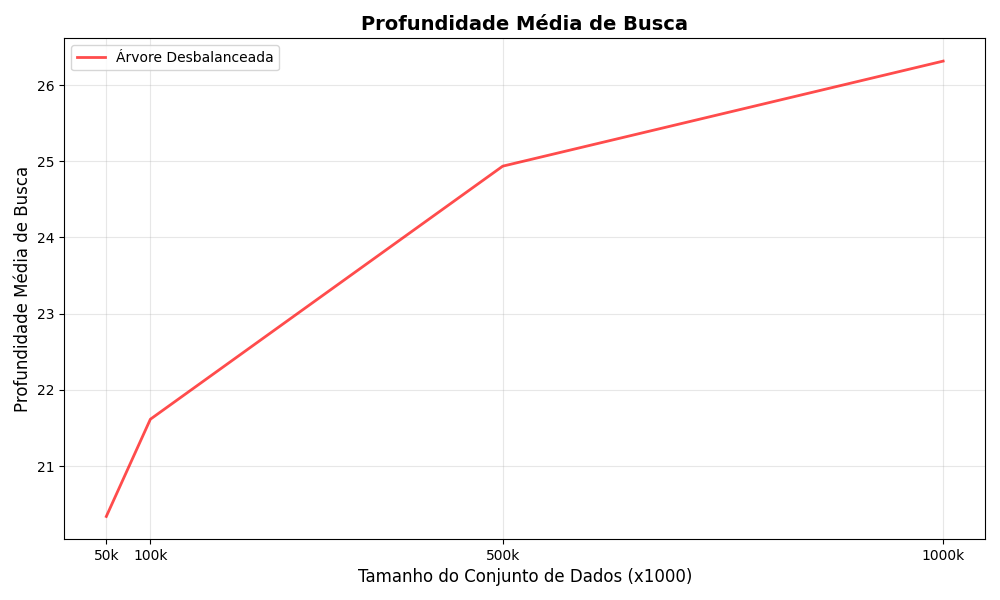 Profundidade Média de Busca
Árvore Desbalanceada
Profundidade Média de Busca
26
25
24
23
22
21
50k
100k
500k
1000k
Tamanho do Conjunto de Dados (x1000)